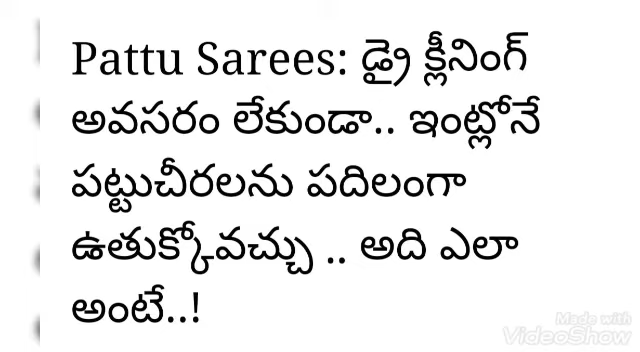 Pattu Sarees: డ్రై క్లీనింగ్
అవసరం లేకుండా.. ఇంట్లోనే
పట్టుచీరలను పదిలంగా
ఉతుక్కోవచ్చు .. అది ఎలా
అంటే..!
Made with
VideoShow